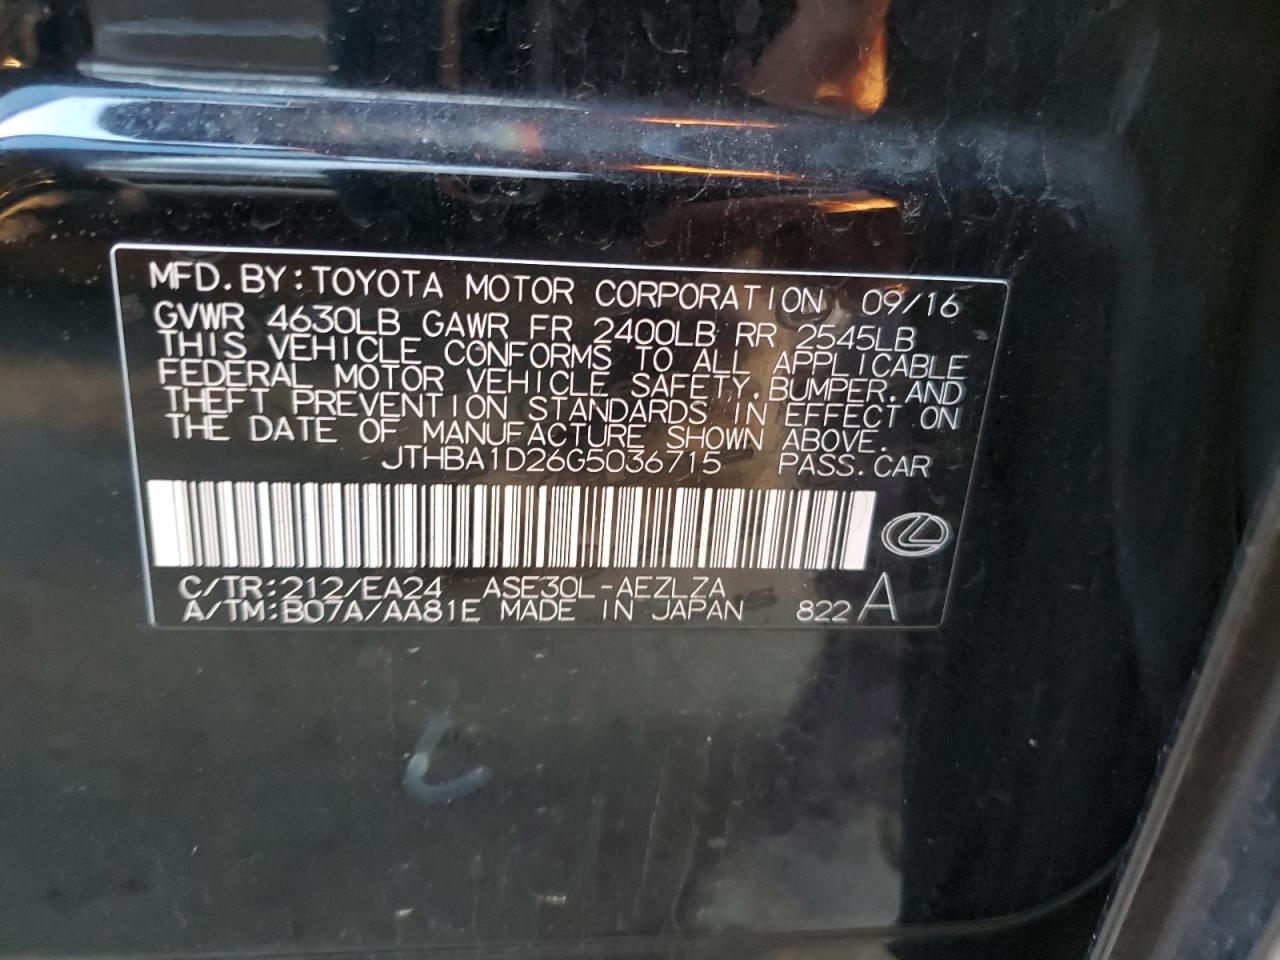 MFD.BY:TOYOTA MOTOR CORPORATION 09/16
GVWR 4630LB GAWR FR 2400LB RR 2545LB
THIS VEHICLE CONFORMS TO ALL APPLICABLE
FEDERAL MOTOR VEHICLE SAFETY,BUMPER,AND
THEFT PREVENTION STANDARDS IN EFFECT ON
THE DATE OF MANUFACTURE SHOWN ABOVE.
JTHBA1D26G5036715 PASS.CAR
C/TR:212/EA24 ASE30L-AEZLZA
A/TM:B07A/AA81E MADE IN JAPAN 822 A